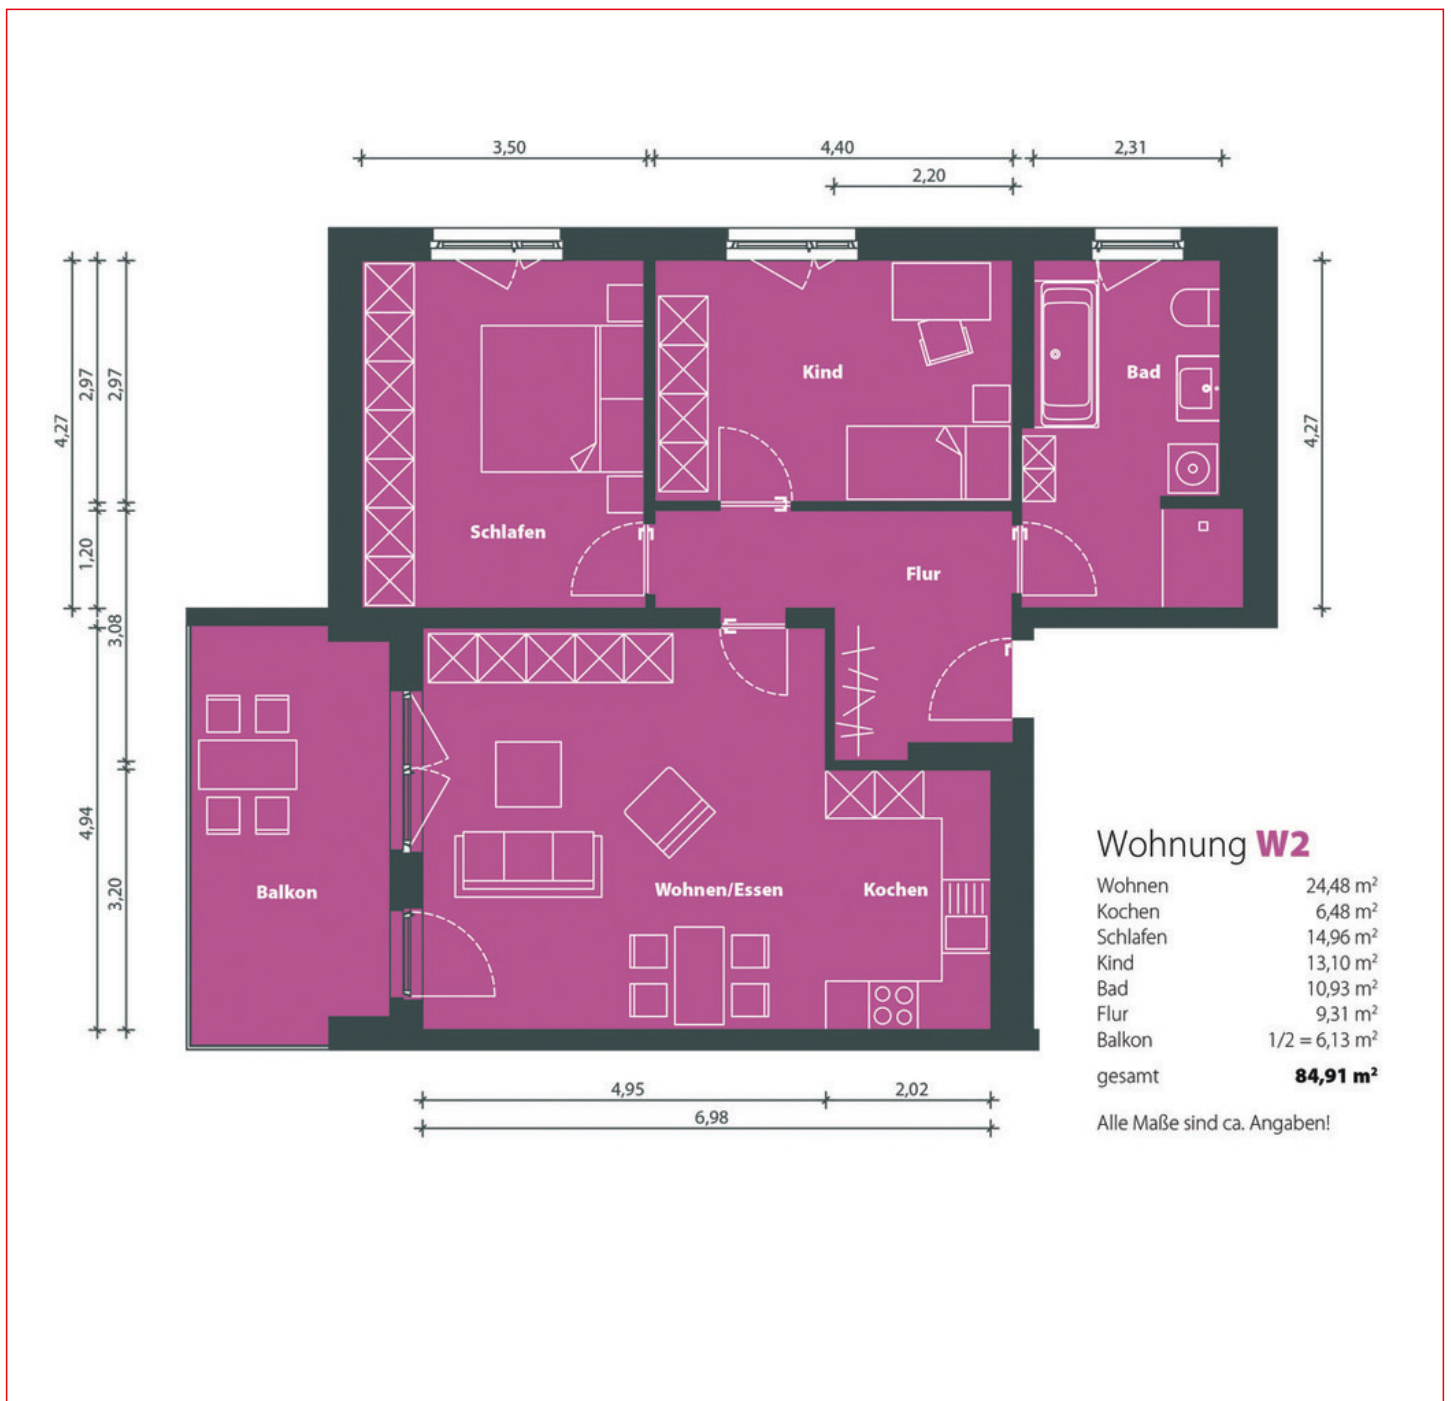 3,50
4,40
2,31
2,20
4,27
2,97
2,97
4,27
1,20
3,08
4,94
3,20
Kind
Bad
Schlafen
Flur
Balkon
Wohnen/Essen
Kochen
4,95
2,02
6,98
Wohnung W2
Wohnen 24,48 m²
Kochen 6,48 m²
Schlafen 14,96 m²
Kind 13,10 m²
Bad 10,93 m²
Flur 9,31 m²
Balkon 1/2 = 6,13 m²
gesamt 84,91 m²
Alle Maße sind ca. Angaben!